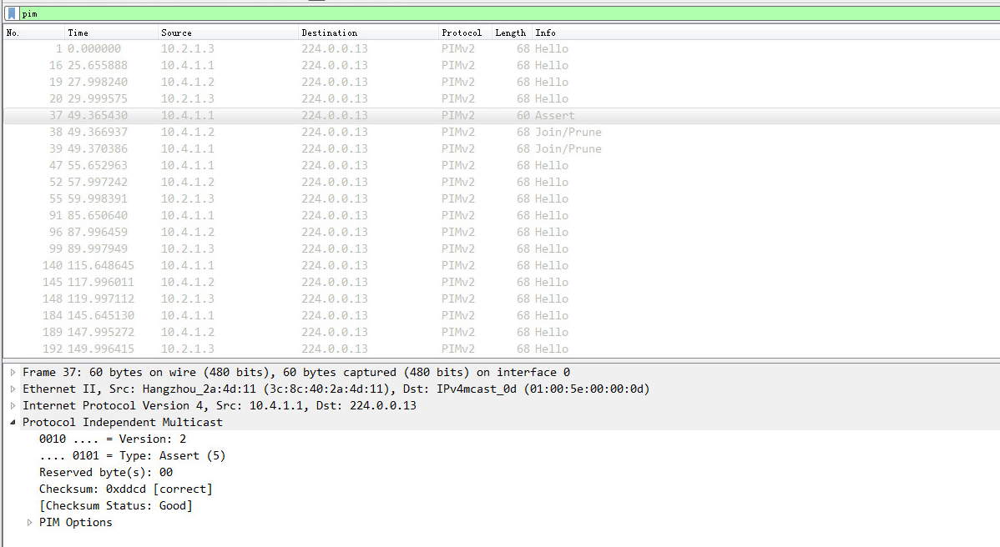 pim
No. Time Source Destination Protocol Length Info
1 0.000000 10.2.1.3 224.0.0.13 PIMv2 68 Hello
16 25.655888 10.4.1.1 224.0.0.13 PIMv2 68 Hello
19 27.998240 10.4.1.2 224.0.0.13 PIMv2 68 Hello
20 29.999575 10.2.1.3 224.0.0.13 PIMv2 68 Hello
37 49.365430 10.4.1.1 224.0.0.13 PIMv2 60 Assert
38 49.366937 10.4.1.2 224.0.0.13 PIMv2 68 Join/Prune
39 49.370386 10.4.1.1 224.0.0.13 PIMv2 68 Join/Prune
47 55.652963 10.4.1.1 224.0.0.13 PIMv2 68 Hello
52 57.997242 10.4.1.2 224.0.0.13 PIMv2 68 Hello
55 59.998391 10.2.1.3 224.0.0.13 PIMv2 68 Hello
91 85.650640 10.4.1.1 224.0.0.13 PIMv2 68 Hello
96 87.996459 10.4.1.2 224.0.0.13 PIMv2 68 Hello
99 89.997949 10.2.1.3 224.0.0.13 PIMv2 68 Hello
140 115.648645 10.4.1.1 224.0.0.13 PIMv2 68 Hello
145 117.996011 10.4.1.2 224.0.0.13 PIMv2 68 Hello
148 119.997112 10.2.1.3 224.0.0.13 PIMv2 68 Hello
184 145.645130 10.4.1.1 224.0.0.13 PIMv2 68 Hello
189 147.995272 10.4.1.2 224.0.0.13 PIMv2 68 Hello
192 149.996415 10.2.1.3 224.0.0.13 PIMv2 68 Hello
Frame 37: 60 bytes on wire (480 bits), 60 bytes captured (480 bits) on interface 0
Ethernet II, Src: Hangzhou_2a:4d:11 (3c:8c:40:2a:4d:11), Dst: IPv4mcast_0d (01:00:5e:00:00:0d)
Internet Protocol Version 4, Src: 10.4.1.1, Dst: 224.0.0.13
Protocol Independent Multicast
0010 .... = Version: 2
.... 0101 = Type: Assert (5)
Reserved byte(s): 00
Checksum: 0xddcd [correct]
[Checksum Status: Good]
PIM Options